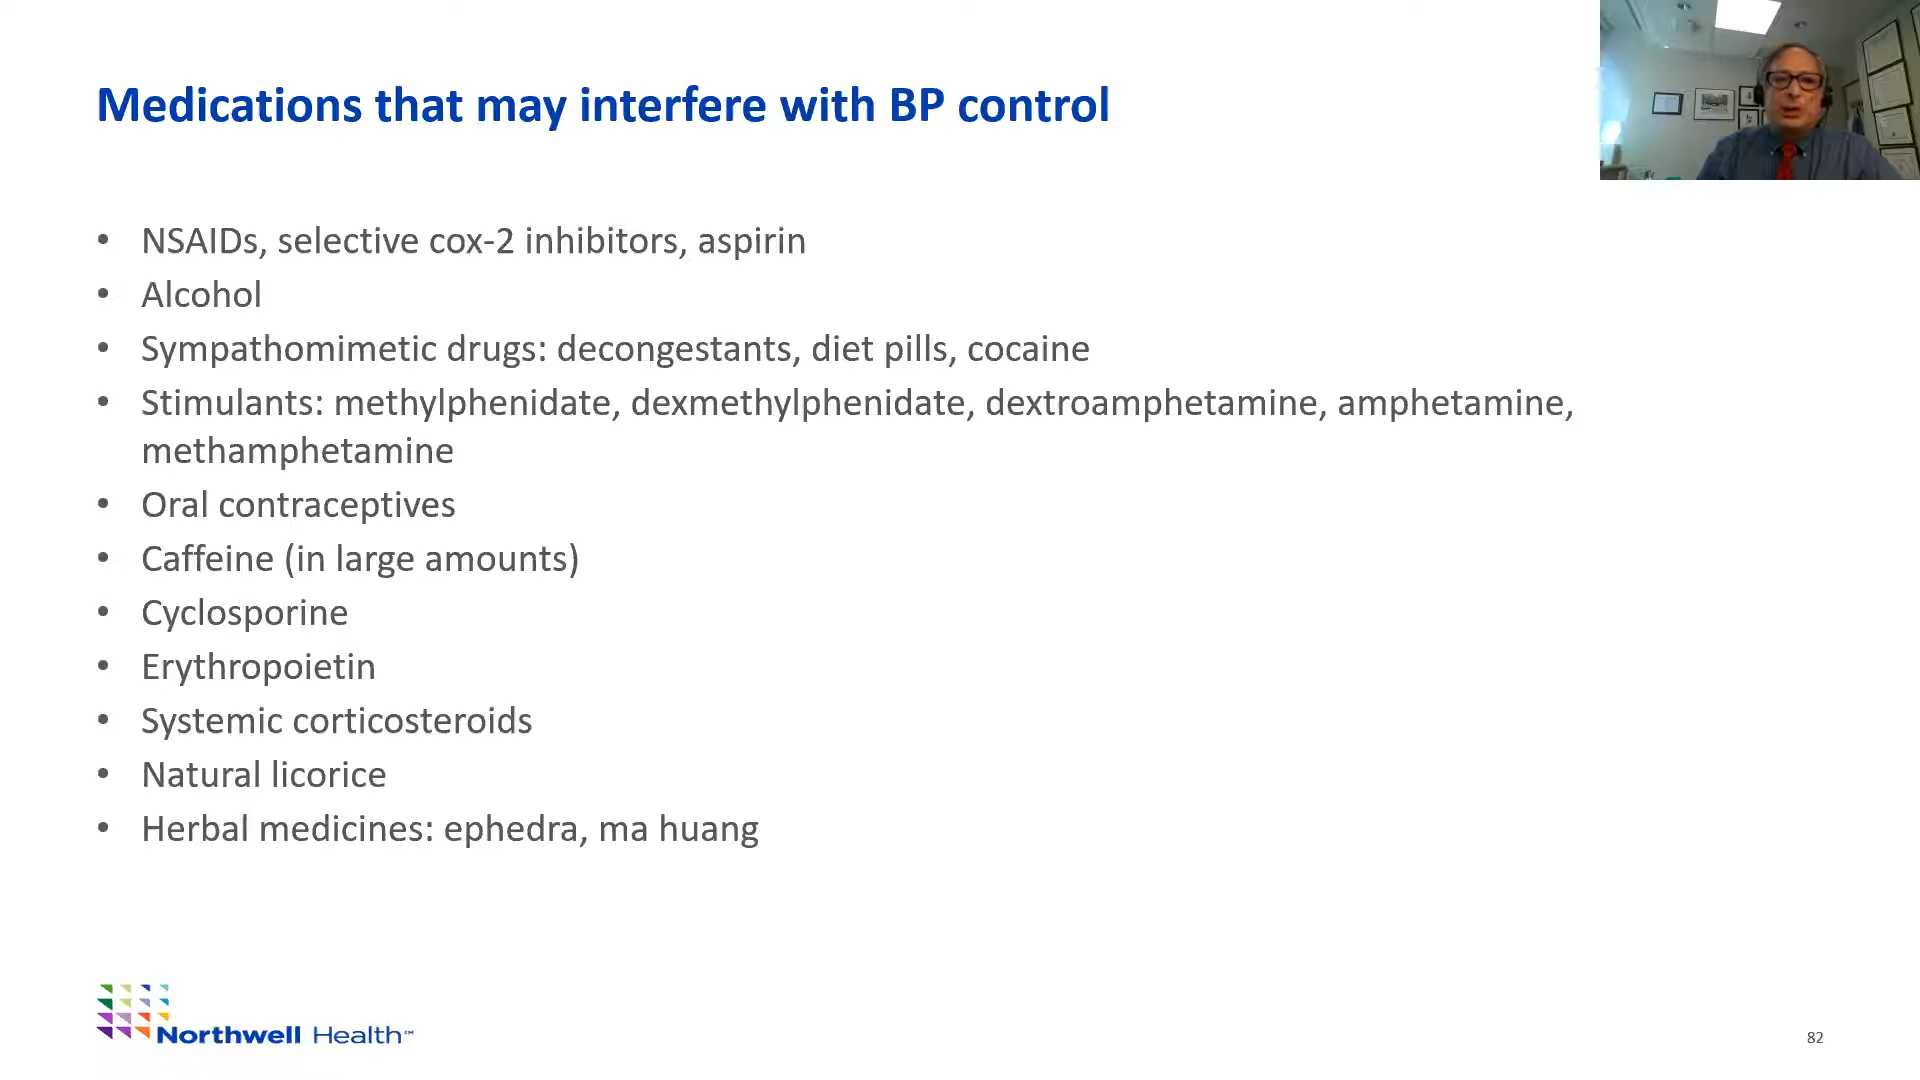 Medications that may interfere with BP control
• NSAIDs, selective cox-2 inhibitors, aspirin
• Alcohol
• Sympathomimetic drugs: decongestants, diet pills, cocaine
• Stimulants: methylphenidate, dexmethylphenidate, dextroamphetamine, amphetamine,
methamphetamine
• Oral contraceptives
• Caffeine (in large amounts)
• Cyclosporine
• Erythropoietin
• Systemic corticosteroids
• Natural licorice
• Herbal medicines: ephedra, ma huang
Northwell Health℠
82